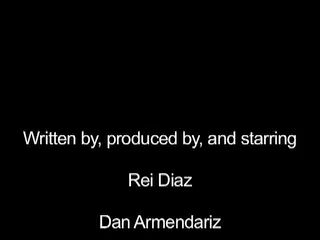 Written by, produced by, and starring
Rei Diaz
Dan Armendariz